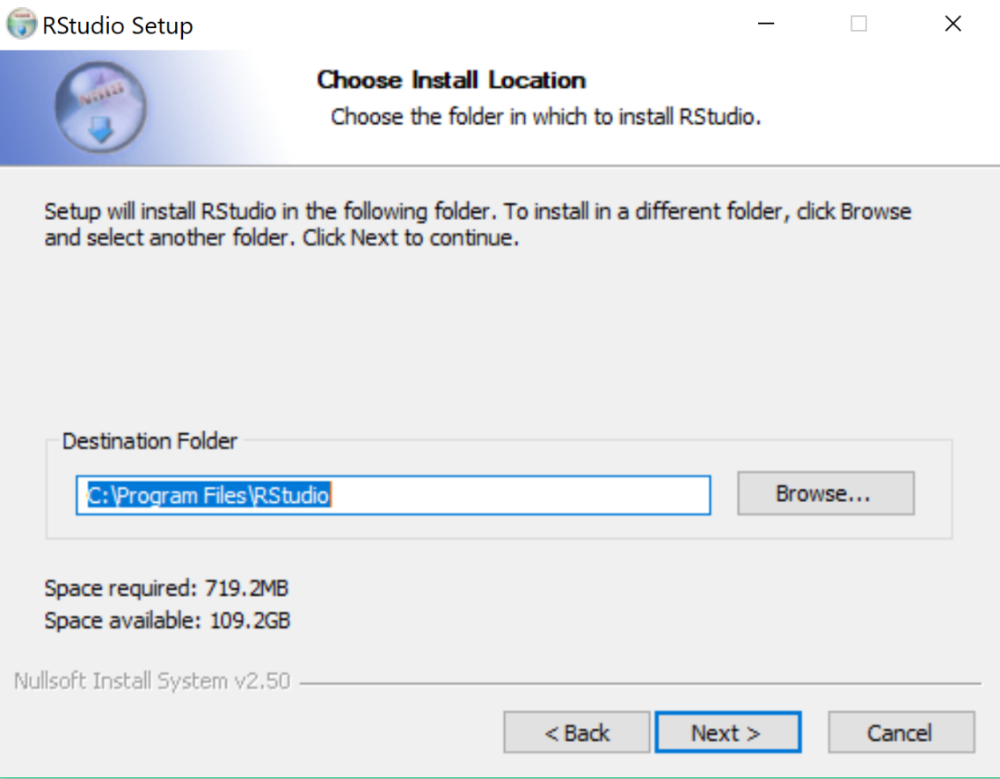 RStudio Setup
Choose Install Location
Choose the folder in which to install RStudio.
Setup will install RStudio in the following folder. To install in a different folder, click Browse
and select another folder. Click Next to continue.
Destination Folder
C:\Program Files\RStudio
Browse...
Space required: 719.2MB
Space available: 109.2GB
Nullsoft Install System v2.50
< Back
Next >
Cancel